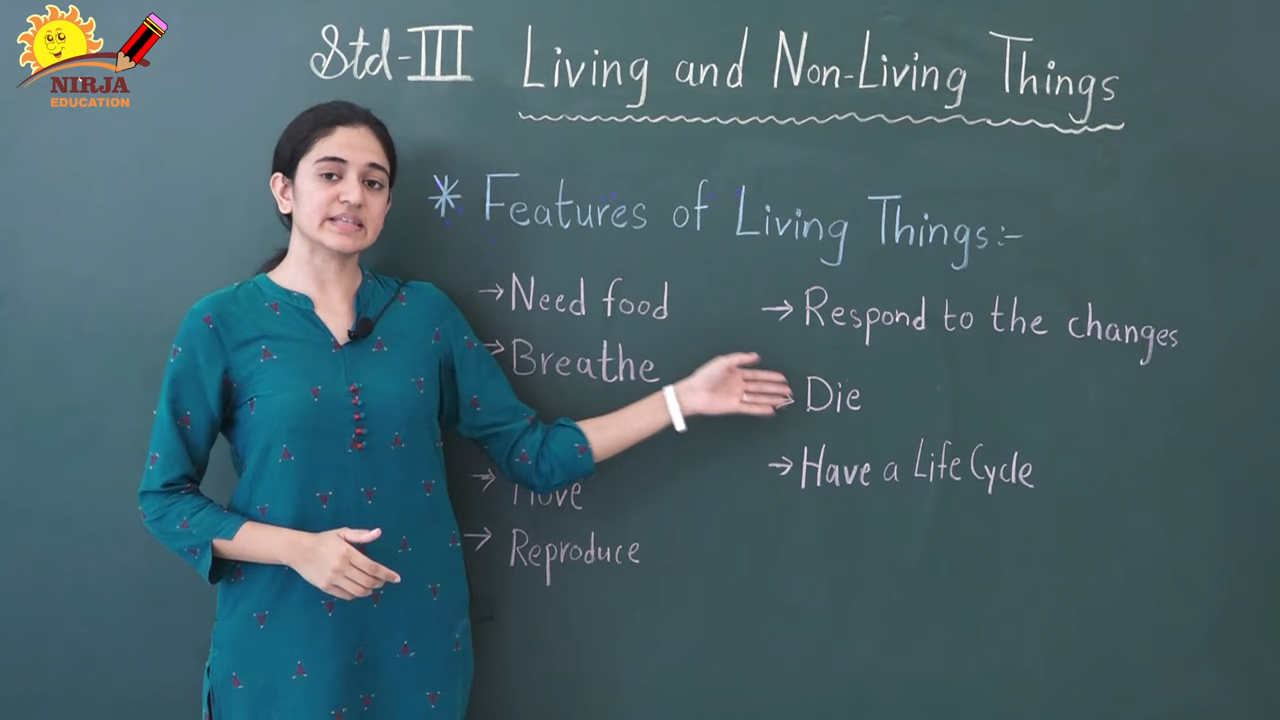 NIRJA
EDUCATION
Std-III Living and Non-Living Things
* Features of Living Things:-
→ Need food
→ Breathe
→ Move
→ Reproduce
→ Respond to the changes
→ Die
→ Have a Life Cycle